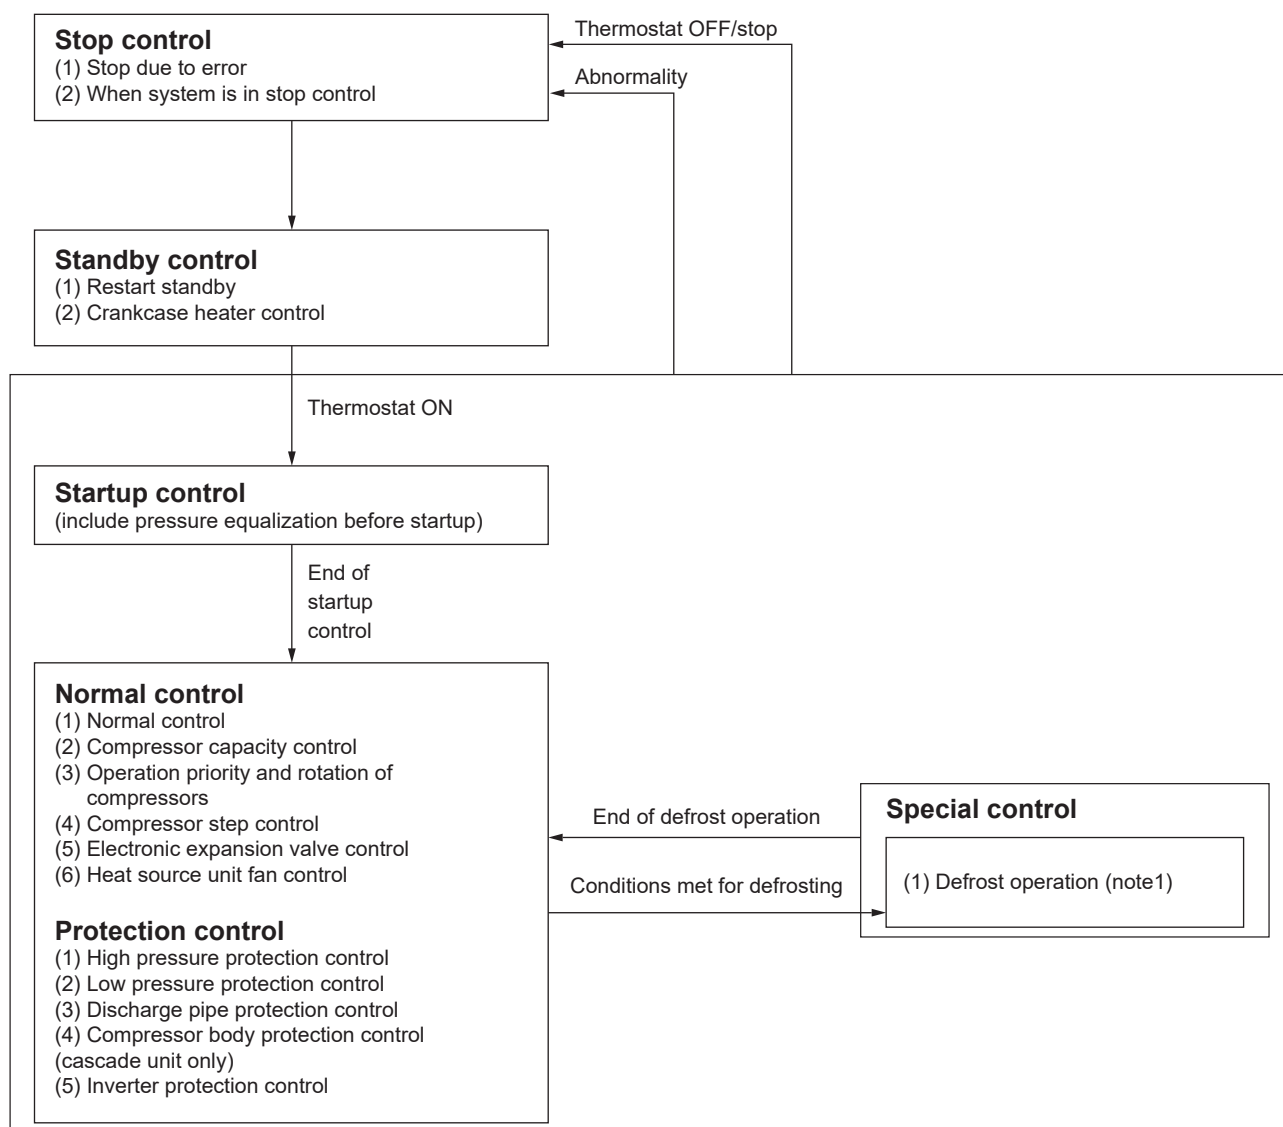 Stop control
(1) Stop due to error
(2) When system is in stop control
Thermostat OFF/stop
Abnormality
Standby control
(1) Restart standby
(2) Crankcase heater control
Thermostat ON
Startup control
(include pressure equalization before startup)
End of
startup
control
Normal control
(1) Normal control
(2) Compressor capacity control
(3) Operation priority and rotation of
compressors
(4) Compressor step control
(5) Electronic expansion valve control
(6) Heat source unit fan control
Protection control
(1) High pressure protection control
(2) Low pressure protection control
(3) Discharge pipe protection control
(4) Compressor body protection control
(cascade unit only)
(5) Inverter protection control
End of defrost operation
Conditions met for defrosting
Special control
(1) Defrost operation (note1)